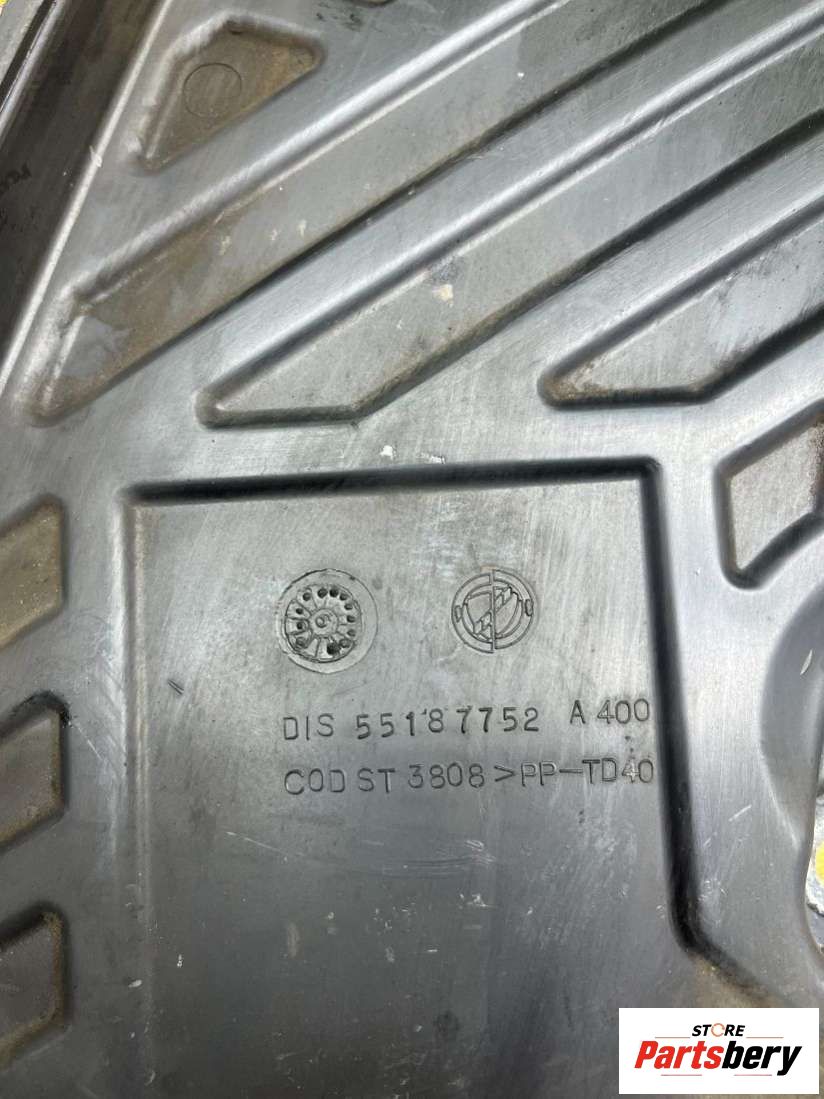 DIS 55187752 A 400
COD ST 3808 >PP-TD40
STORE
Partsbery